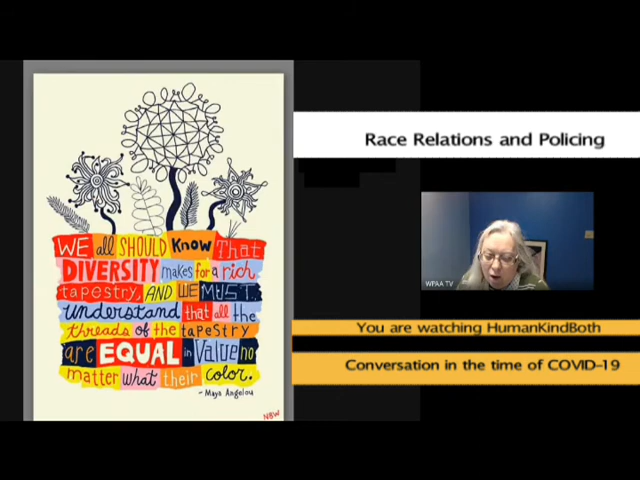 WE all SHOULD Know That
DIVERSITY makes for a rich
tapestry, AND WE MUST
understand that all the
threads of the tapestry
are EQUAL in Value no
matter what their color.
- Maya Angelou
NBW
Race Relations and Policing
WPAA TV
You are watching HumanKindBoth
Conversation in the time of COVID-19